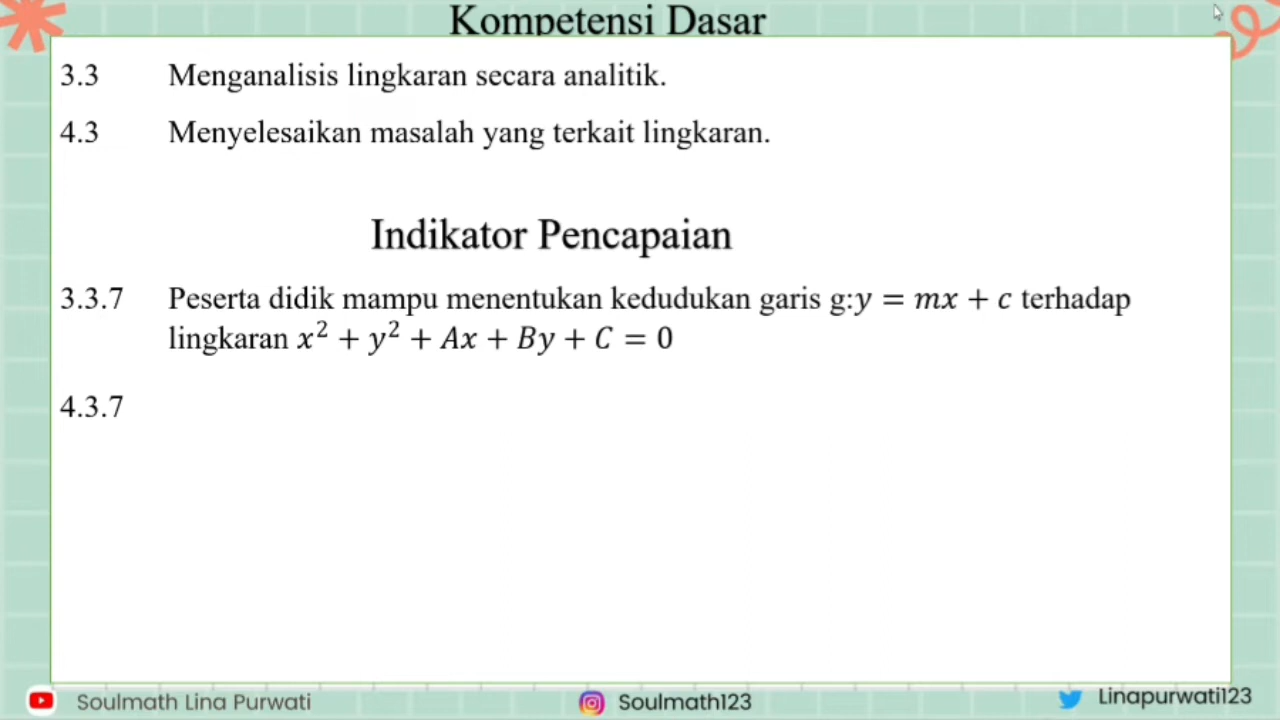 Kompetensi Dasar
3.3 Menganalisis lingkaran secara analitik.
4.3 Menyelesaikan masalah yang terkait lingkaran.
Indikator Pencapaian
3.3.7 Peserta didik mampu menentukan kedudukan garis g:y = mx + c terhadap
lingkaran x² + y² + Ax + By + C = 0
4.3.7
Soulmath Lina Purwati
Soulmath123
Linapurwati123